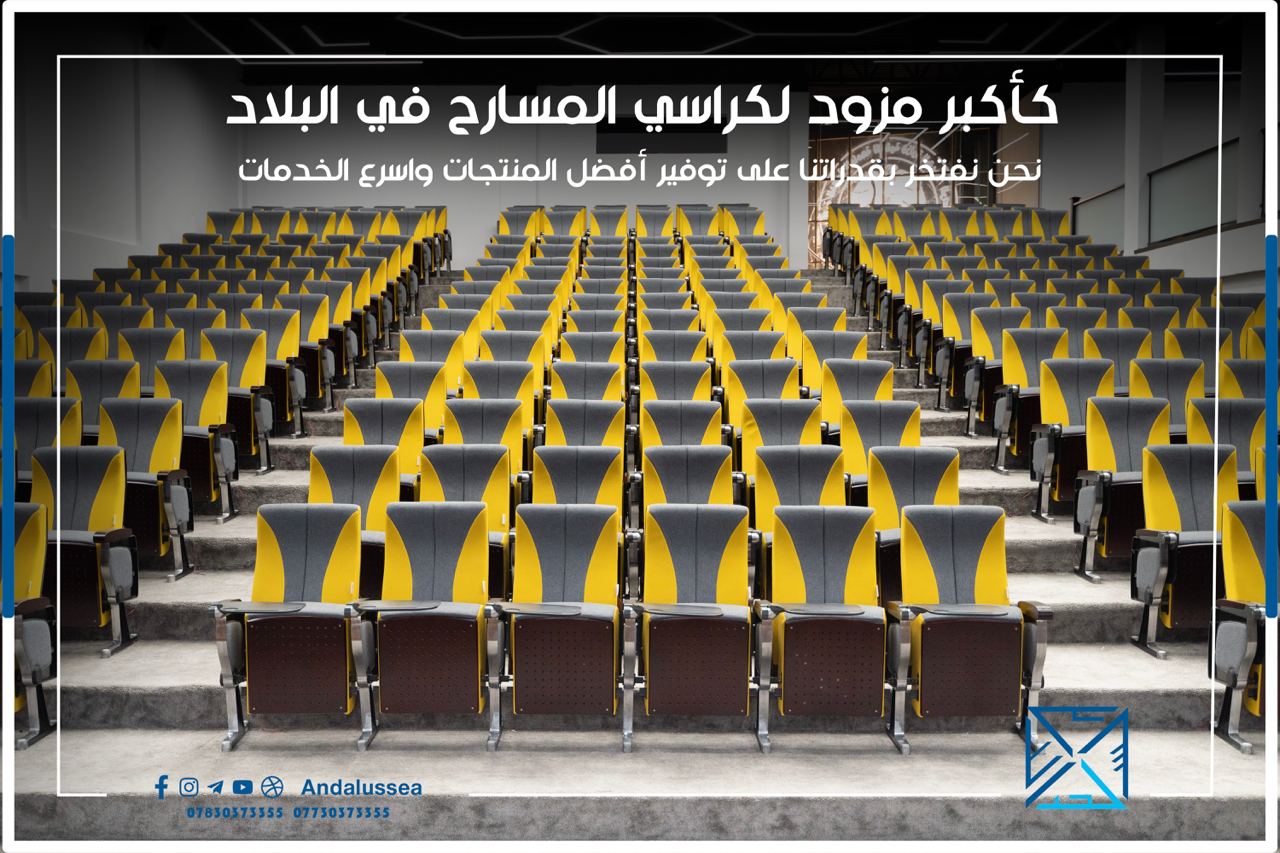 كأكبر مزود لكراسي المسارح في البلاد
نحن نفتخر بقدراتنا على توفير أفضل المنتجات واسرع الخدمات
Andalussea
07830373355 07730373355